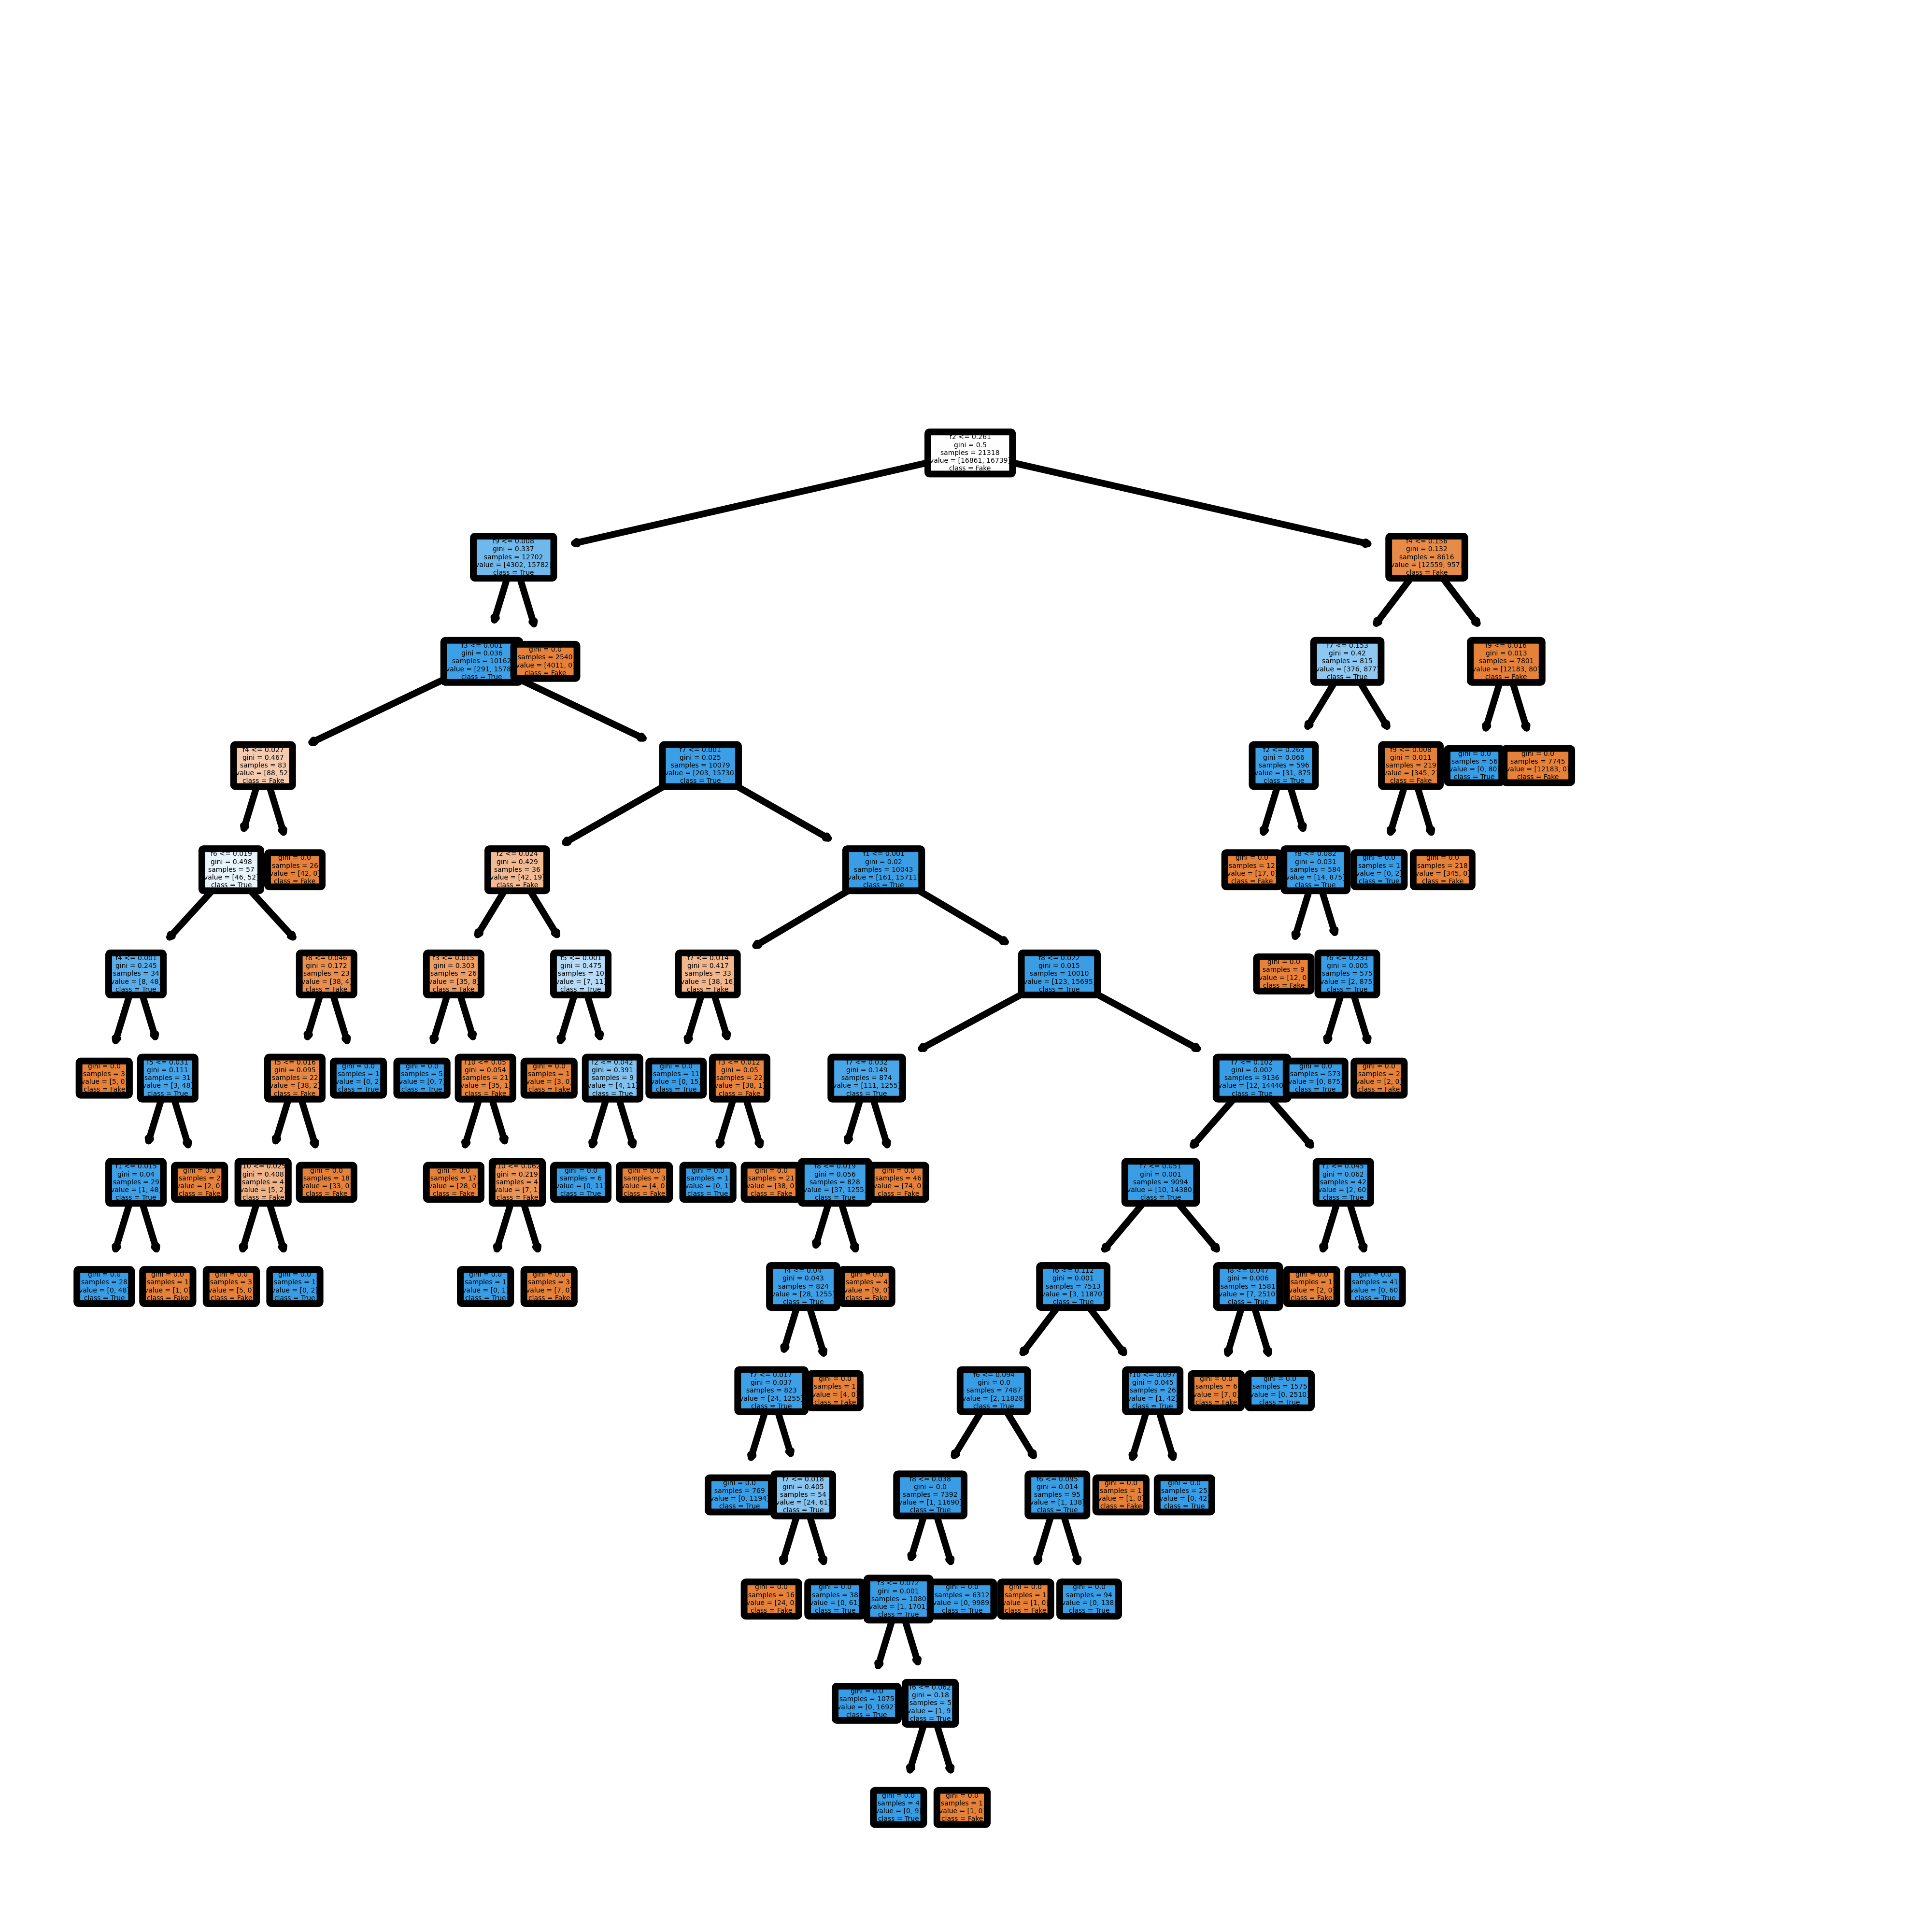 f2 <= 0.261
gini = 0.5
samples = 21318
value = [16861, 16739]
class = Fake
f9 <= 0.008
gini = 0.337
samples = 12702
value = [4302, 15782]
class = True
f4 <= 0.156
gini = 0.132
samples = 8616
value = [12559, 957]
class = Fake
f3 <= 0.001
gini = 0.036
samples = 10162
value = [291, 1578
class = True
gini = 0.0
samples = 2540
value = [4011, 0
class = Fake
f7 <= 0.153
gini = 0.42
samples = 815
value = [376, 877]
class = True
f9 <= 0.016
gini = 0.013
samples = 7801
value = [12183, 80]
class = Fake
f4 <= 0.027
gini = 0.467
samples = 83
value = [88, 52]
class = Fake
f7 <= 0.001
gini = 0.025
samples = 10079
value = [203, 15730]
class = True
f2 <= 0.263
gini = 0.066
samples = 596
value = [31, 875]
class = True
f9 <= 0.008
gini = 0.011
samples = 219
value = [345, 2]
class = Fake
gini = 0.0
samples = 56
value = [0, 80]
class = True
gini = 0.0
samples = 7745
value = [12183, 0]
class = Fake
f6 <= 0.019
gini = 0.498
samples = 57
value = [46, 52]
class = True
gini = 0.0
samples = 26
value = [42, 0]
class = Fake
f2 <= 0.024
gini = 0.429
samples = 36
value = [42, 19]
class = Fake
f1 <= 0.001
gini = 0.02
samples = 10043
value = [161, 15711]
class = True
gini = 0.0
samples = 12
value = [17, 0]
class = Fake
f8 <= 0.082
gini = 0.031
samples = 584
value = [14, 875]
class = True
gini = 0.0
samples = 1
value = [0, 2]
class = True
gini = 0.0
samples = 218
value = [345, 0]
class = Fake
f4 <= 0.001
gini = 0.245
samples = 34
value = [8, 48]
class = True
f8 <= 0.046
gini = 0.172
samples = 23
value = [38, 4]
class = Fake
f3 <= 0.015
gini = 0.303
samples = 26
value = [35, 8]
class = Fake
f5 <= 0.001
gini = 0.475
samples = 10
value = [7, 11]
class = True
f7 <= 0.014
gini = 0.417
samples = 33
value = [38, 16]
class = Fake
f8 <= 0.022
gini = 0.015
samples = 10010
value = [123, 15695]
class = True
gini = 0.0
samples = 9
value = [12, 0]
class = Fake
f6 <= 0.231
gini = 0.005
samples = 575
value = [2, 875]
class = True
gini = 0.0
samples = 3
value = [5, 0]
class = Fake
f5 <= 0.031
gini = 0.111
samples = 31
value = [3, 48]
class = True
f5 <= 0.016
gini = 0.095
samples = 22
value = [38, 2]
class = Fake
gini = 0.0
samples = 1
value = [0, 2]
class = True
gini = 0.0
samples = 5
value = [0, 7]
class = True
f10 <= 0.05
gini = 0.054
samples = 21
value = [35, 1]
class = Fake
gini = 0.0
samples = 1
value = [3, 0]
class = Fake
f2 <= 0.042
gini = 0.391
samples = 9
value = [4, 11]
class = True
gini = 0.0
samples = 11
value = [0, 15]
class = True
f3 <= 0.012
gini = 0.05
samples = 22
value = [38, 1]
class = Fake
f7 <= 0.032
gini = 0.149
samples = 874
value = [111, 1255]
class = True
f7 <= 0.102
gini = 0.002
samples = 9136
value = [12, 14440
class = True
gini = 0.0
samples = 573
value = [0, 875]
class = True
gini = 0.0
samples = 2
value = [2, 0]
class = Fake
f1 <= 0.015
gini = 0.04
samples = 29
value = [1, 48]
class = True
gini = 0.0
samples = 2
value = [2, 0]
class = Fake
f10 <= 0.025
gini = 0.408
samples = 4
value = [5, 2]
class = Fake
gini = 0.0
samples = 18
value = [33, 0]
class = Fake
gini = 0.0
samples = 17
value = [28, 0]
class = Fake
f10 <= 0.062
gini = 0.219
samples = 4
value = [7, 1]
class = Fake
gini = 0.0
samples = 6
value = [0, 11]
class = True
gini = 0.0
samples = 3
value = [4, 0]
class = Fake
gini = 0.0
samples = 1
value = [0, 1]
class = True
gini = 0.0
samples = 21
value = [38, 0
class = Fake
f8 <= 0.019
gini = 0.056
samples = 828
value = [37, 1255]
class = True
gini = 0.0
samples = 46
value = [74, 0]
class = Fake
f7 <= 0.051
gini = 0.001
samples = 9094
value = [10, 14380]
class = True
f1 <= 0.045
gini = 0.062
samples = 42
value = [2, 60]
class = True
gini = 0.0
samples = 28
value = [0, 48]
class = True
gini = 0.0
samples = 1
value = [1, 0]
class = Fake
gini = 0.0
samples = 3
value = [5, 0]
class = Fake
gini = 0.0
samples = 1
value = [0, 2]
class = True
gini = 0.0
samples = 1
value = [0, 1]
class = True
gini = 0.0
samples = 3
value = [7, 0]
class = Fake
f4 <= 0.04
gini = 0.043
samples = 824
value = [28, 1255]
class = True
gini = 0.0
samples = 4
value = [9, 0]
class = Fake
f6 <= 0.112
gini = 0.001
samples = 7513
value = [3, 11870]
class = True
f8 <= 0.047
gini = 0.006
samples = 1581
value = [7, 2510]
class = True
gini = 0.0
samples = 1
value = [2, 0]
class = Fake
gini = 0.0
samples = 41
value = [0, 60]
class = True
f7 <= 0.017
gini = 0.037
samples = 823
value = [24, 1255]
class = True
gini = 0.0
samples = 1
value = [4, 0]
class = Fake
f6 <= 0.094
gini = 0.0
samples = 7487
value = [2, 11828]
class = True
f10 <= 0.097
gini = 0.045
samples = 26
value = [1, 42]
class = True
gini = 0.0
samples = 6
value = [7, 0]
class = Fake
gini = 0.0
samples = 1575
value = [0, 2510]
class = True
gini = 0.0
samples = 769
value = [0, 1194]
class = True
f7 <= 0.018
gini = 0.405
samples = 54
value = [24, 61]
class = True
f8 <= 0.038
gini = 0.0
samples = 7392
value = [1, 11690]
class = True
f6 <= 0.095
gini = 0.014
samples = 95
value = [1, 138]
class = True
gini = 0.0
samples = 1
value = [1, 0]
class = Fake
gini = 0.0
samples = 25
value = [0, 42]
class = True
gini = 0.0
samples = 16
value = [24, 0]
class = Fake
gini = 0.0
samples = 38
value = [0, 61]
class = True
f3 <= 0.072
gini = 0.001
samples = 1080
value = [1, 1701]
class = True
gini = 0.0
samples = 6312
value = [0, 9989]
class = True
gini = 0.0
samples = 1
value = [1, 0]
class = Fake
gini = 0.0
samples = 94
value = [0, 138]
class = True
gini = 0.0
samples = 1075
value = [0, 1692]
class = True
f6 <= 0.062
gini = 0.18
samples = 5
value = [1, 9]
class = True
gini = 0.0
samples = 4
value = [0, 9]
class = True
gini = 0.0
samples = 1
value = [1, 0]
class = Fake